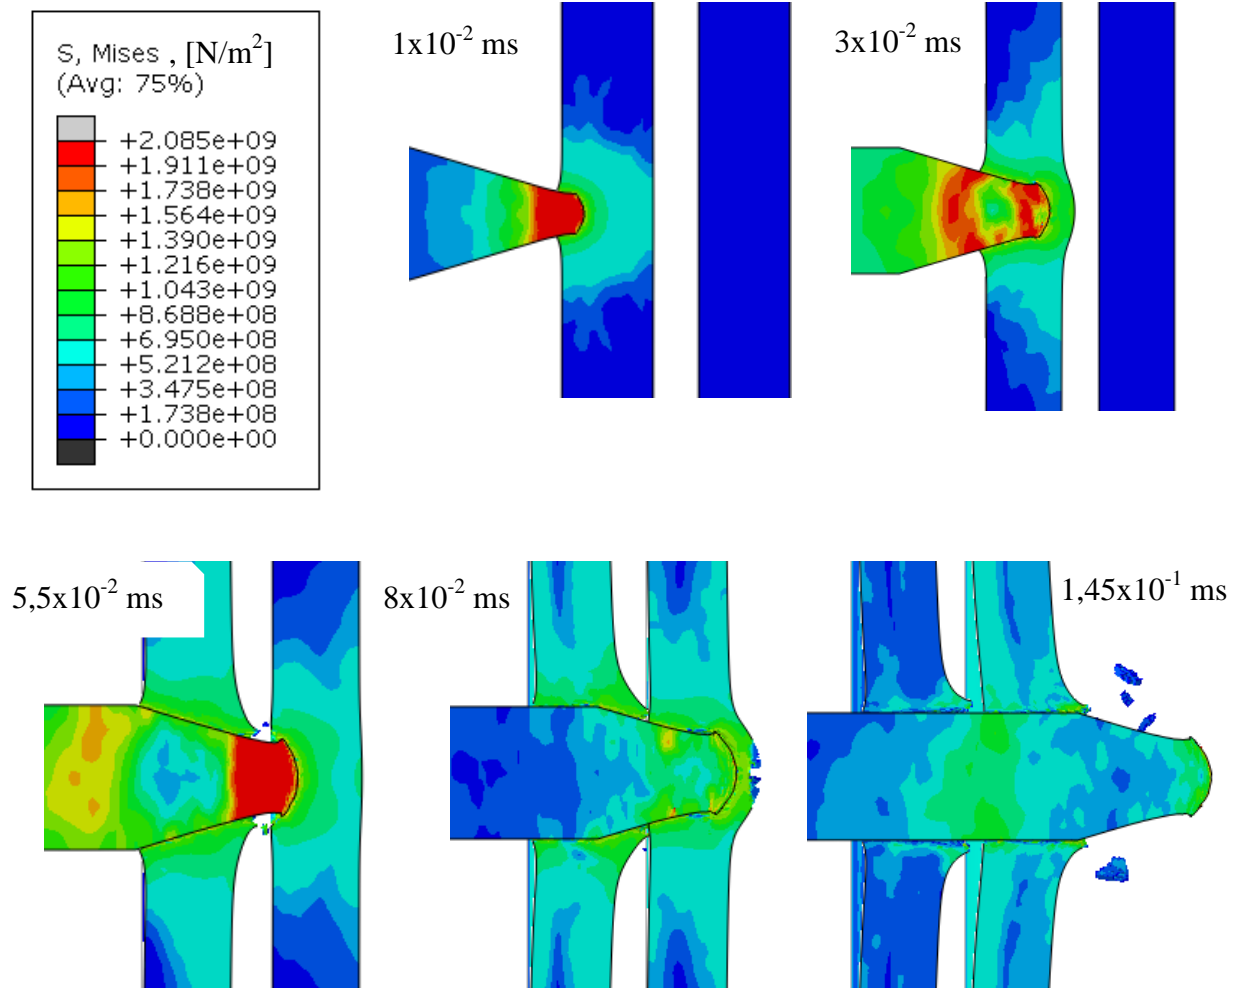 S, Mises , [N/m²]
(Avg: 75%)
+2.085e+09
+1.911e+09
+1.738e+09
+1.564e+09
+1.390e+09
+1.216e+09
+1.043e+09
+8.688e+08
+6.950e+08
+5.212e+08
+3.475e+08
+1.738e+08
+0.000e+00
1x10⁻² ms
3x10⁻² ms
5,5x10⁻² ms
8x10⁻² ms
1,45x10⁻¹ ms